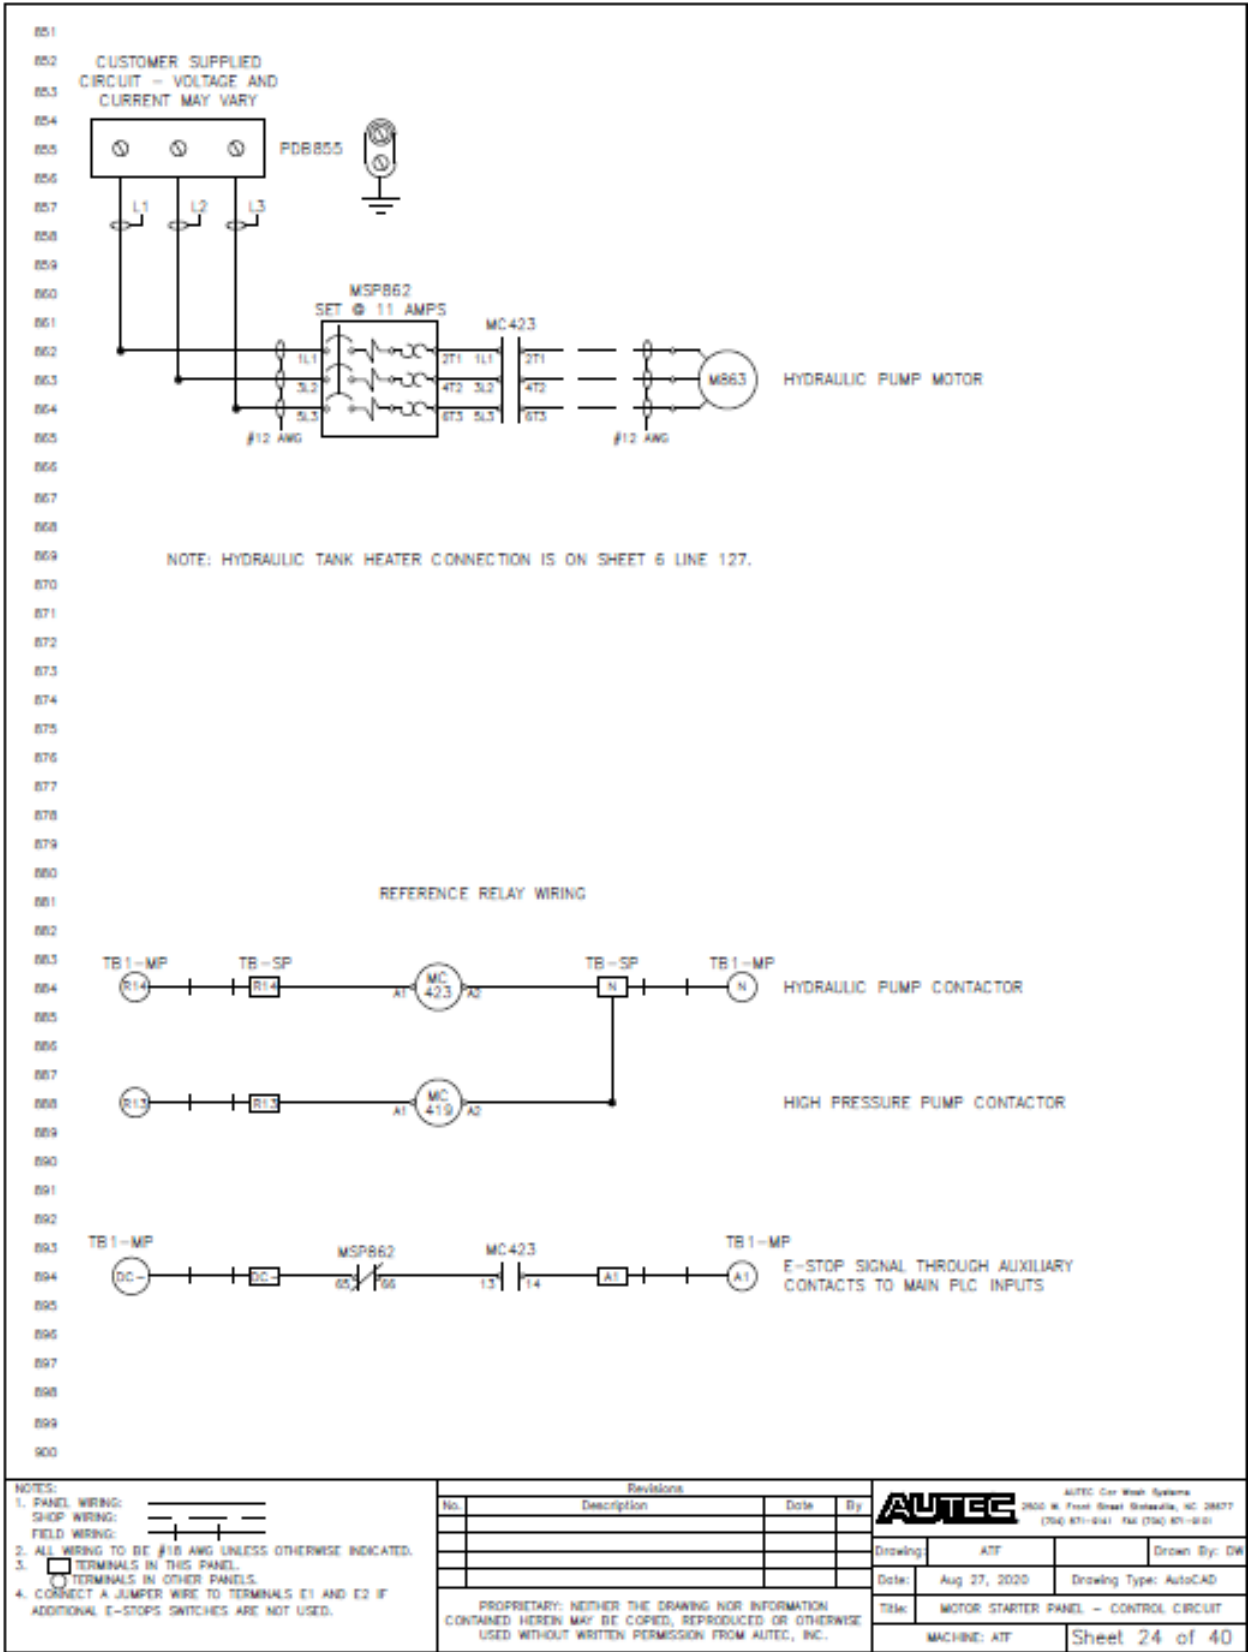 851
852
853
854
855
856
857
858
859
860
861
862
863
864
865
866
867
868
869
870
871
872
873
874
875
876
877
878
879
880
881
882
883
884
885
886
887
888
889
890
891
892
893
894
895
896
897
898
899
900
CUSTOMER SUPPLIED
CIRCUIT - VOLTAGE AND
CURRENT MAY VARY
PDB855
L1 L2 L3
MSP862
SET @ 11 AMPS
MC423
1L1 2T1 1L1 2T1
3L2 4T2 3L2 4T2
5L3 6T3 5L3 6T3
M863 HYDRAULIC PUMP MOTOR
#12 AWG #12 AWG
NOTE: HYDRAULIC TANK HEATER CONNECTION IS ON SHEET 6 LINE 127.
REFERENCE RELAY WIRING
TB1-MP TB-SP TB-SP TB1-MP
R14 R14 A1 MC 423 A2 N N HYDRAULIC PUMP CONTACTOR
R13 R13 A1 MC 419 A2 HIGH PRESSURE PUMP CONTACTOR
TB1-MP MSP862 MC423 TB1-MP
DC- DC- 65 66 13 14 A1 A1 E-STOP SIGNAL THROUGH AUXILIARY
CONTACTS TO MAIN PLC INPUTS
NOTES:
1. PANEL WIRING:
SHOP WIRING:
FIELD WIRING:
2. ALL WIRING TO BE #18 AWG UNLESS OTHERWISE INDICATED.
3. TERMINALS IN THIS PANEL.
TERMINALS IN OTHER PANELS.
4. CONNECT A JUMPER WIRE TO TERMINALS E1 AND E2 IF
ADDITIONAL E-STOPS SWITCHES ARE NOT USED.
Revisions
No. Description Date By
PROPRIETARY: NEITHER THE DRAWING NOR INFORMATION
CONTAINED HEREIN MAY BE COPIED, REPRODUCED OR OTHERWISE
USED WITHOUT WRITTEN PERMISSION FROM AUTEC, INC.
AUTEC
AUTEC Car Wash Systems
2500 W. Front Street Statesville, NC 28677
(704) 871-9141 FAX (704) 871-9101
Drawing: ATF Drawn By: DW
Date: Aug 27, 2020 Drawing Type: AutoCAD
Title: MOTOR STARTER PANEL - CONTROL CIRCUIT
MACHINE: ATF Sheet 24 of 40